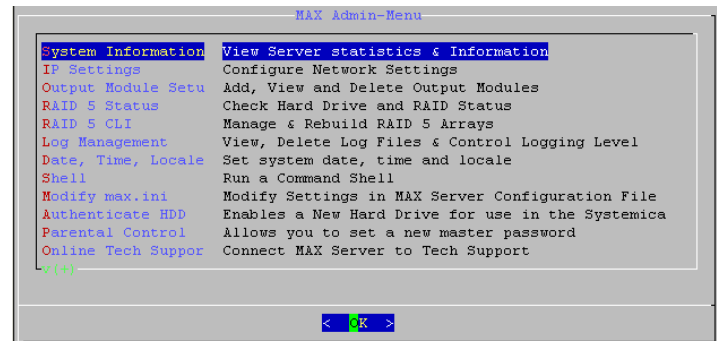 MAX Admin-Menu
System Information View Server statistics & Information
IP Settings Configure Network Settings
Output Module Setu Add, View and Delete Output Modules
RAID 5 Status Check Hard Drive and RAID Status
RAID 5 CLI Manage & Rebuild RAID 5 Arrays
Log Management View, Delete Log Files & Control Logging Level
Date, Time, Locale Set system date, time and locale
Shell Run a Command Shell
Modify max.ini Modify Settings in MAX Server Configuration File
Authenticate HDD Enables a New Hard Drive for use in the Systemica
Parental Control Allows you to set a new master password
Online Tech Suppor Connect MAX Server to Tech Support
v(+)
< OK >